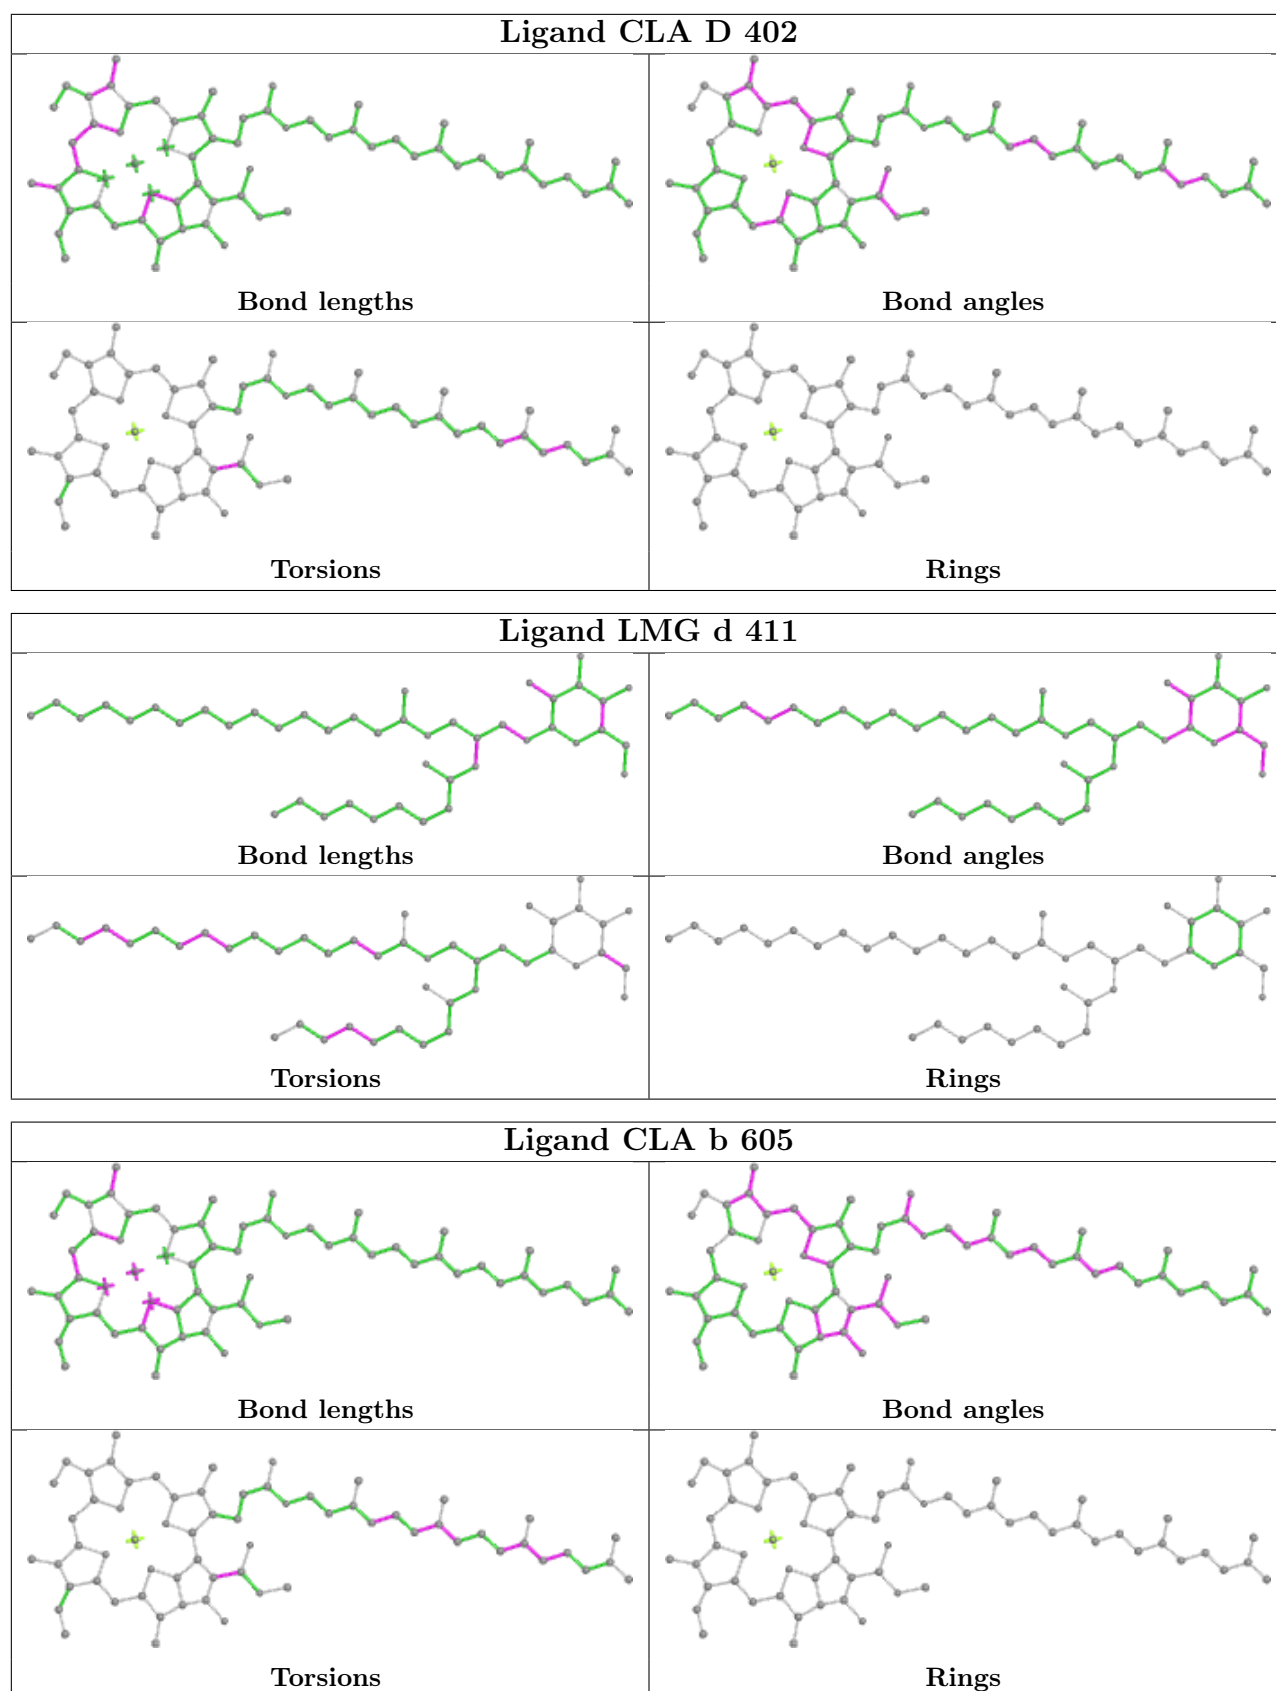 Ligand CLA D 402
Bond lengths
Bond angles
Torsions
Rings
Ligand LMG d 411
Bond lengths
Bond angles
Torsions
Rings
Ligand CLA b 605
Bond lengths
Bond angles
Torsions
Rings